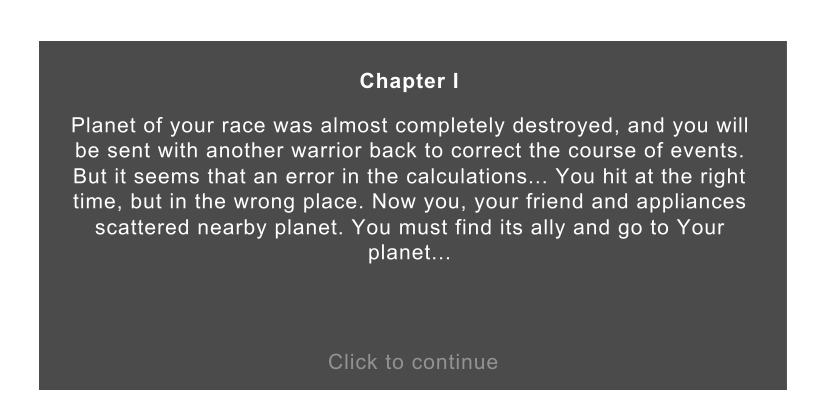 Chapter I
Planet of your race was almost completely destroyed, and you will
be sent with another warrior back to correct the course of events.
But it seems that an error in the calculations... You hit at the right
time, but in the wrong place. Now you, your friend and appliances
scattered nearby planet. You must find its ally and go to Your
planet...
Click to continue